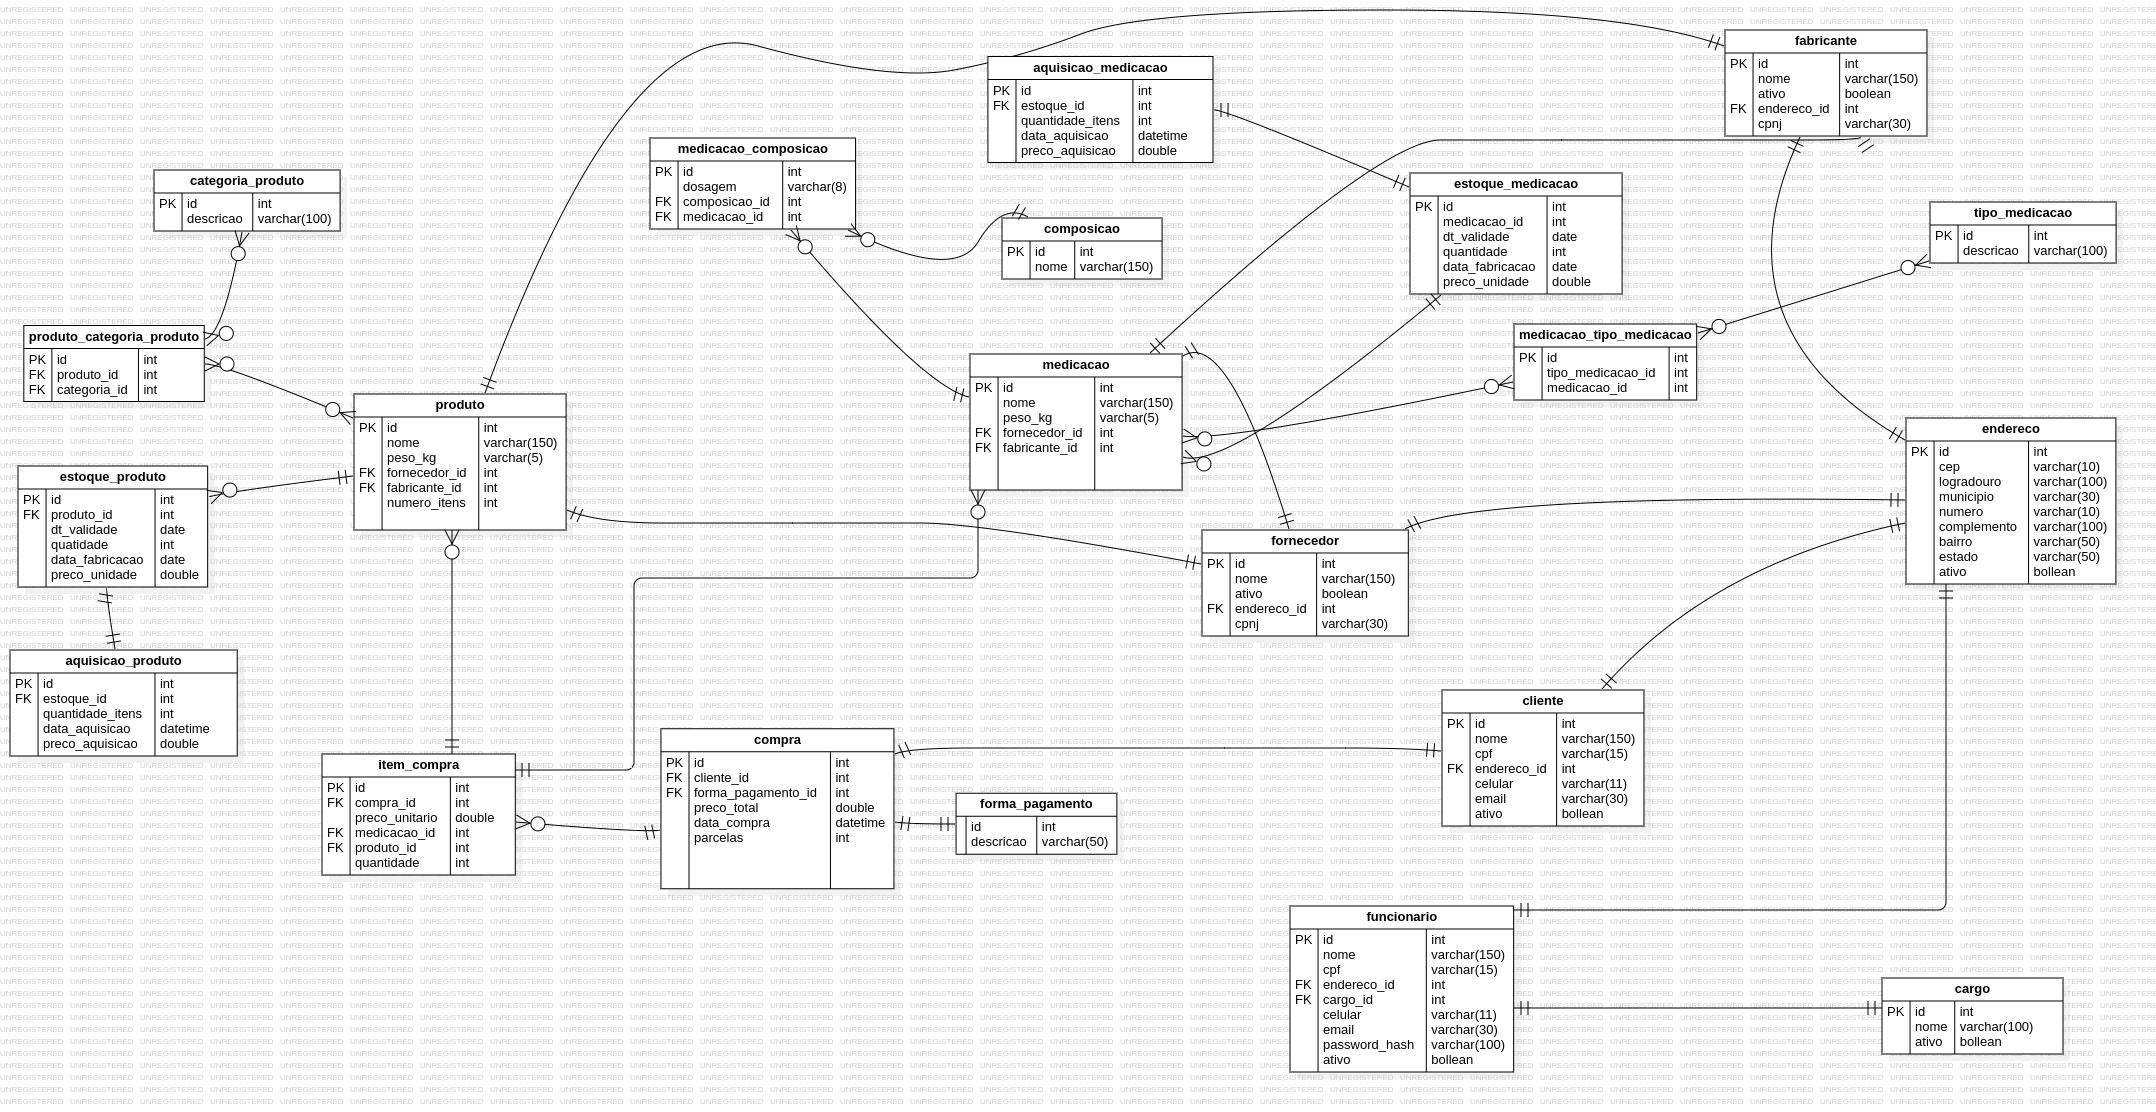 fabricante
PK id int
nome varchar(150)
ativo boolean
FK endereco_id int
cpnj varchar(30)
aquisicao_medicacao
PK id int
FK estoque_id int
quantidade_itens int
data_aquisicao datetime
preco_aquisicao double
medicacao_composicao
PK id int
dosagem varchar(8)
FK composicao_id int
FK medicacao_id int
categoria_produto
PK id int
descricao varchar(100)
estoque_medicacao
PK id int
medicacao_id int
dt_validade date
quantidade int
data_fabricacao date
preco_unidade double
tipo_medicacao
PK id int
descricao varchar(100)
composicao
PK id int
nome varchar(150)
produto_categoria_produto
PK id int
FK produto_id int
FK categoria_id int
medicacao_tipo_medicacao
PK id int
tipo_medicacao_id int
medicacao_id int
medicacao
PK id int
nome varchar(150)
peso_kg varchar(5)
FK fornecedor_id int
FK fabricante_id int
produto
PK id int
nome varchar(150)
peso_kg varchar(5)
FK fornecedor_id int
FK fabricante_id int
numero_itens int
endereco
PK id int
cep varchar(10)
logradouro varchar(100)
municipio varchar(30)
numero varchar(10)
complemento varchar(100)
bairro varchar(50)
estado varchar(50)
ativo bollean
estoque_produto
PK id int
FK produto_id int
dt_validade date
quatidade int
data_fabricacao date
preco_unidade double
fornecedor
PK id int
nome varchar(150)
ativo boolean
FK endereco_id int
cpnj varchar(30)
aquisicao_produto
PK id int
FK estoque_id int
quantidade_itens int
data_aquisicao datetime
preco_aquisicao double
cliente
PK id int
nome varchar(150)
cpf varchar(15)
FK endereco_id int
celular varchar(11)
email varchar(30)
ativo bollean
compra
PK id int
FK cliente_id int
FK forma_pagamento_id int
preco_total double
data_compra datetime
parcelas int
item_compra
PK id int
FK compra_id int
preco_unitario double
FK medicacao_id int
FK produto_id int
quantidade int
forma_pagamento
id int
descricao varchar(50)
funcionario
PK id int
nome varchar(150)
cpf varchar(15)
FK endereco_id int
FK cargo_id int
celular varchar(11)
email varchar(30)
password_hash varchar(100)
ativo bollean
cargo
PK id int
nome varchar(100)
ativo bollean
UNREGISTERED